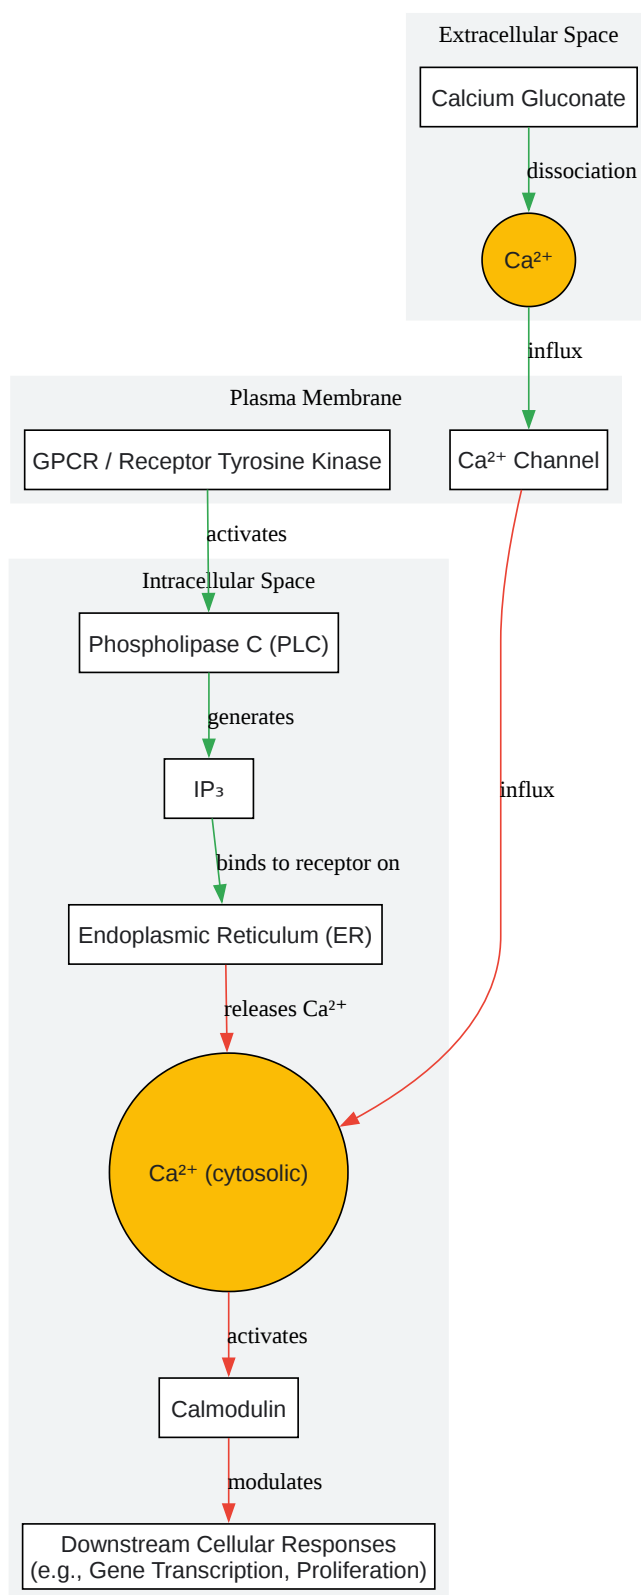 Extracellular Space
Calcium Gluconate
dissociation
Ca²⁺
influx
Plasma Membrane
GPCR / Receptor Tyrosine Kinase
Ca²⁺ Channel
activates
Intracellular Space
Phospholipase C (PLC)
generates
IP₃
influx
binds to receptor on
Endoplasmic Reticulum (ER)
releases Ca²⁺
Ca²⁺ (cytosolic)
activates
Calmodulin
modulates
Downstream Cellular Responses
(e.g., Gene Transcription, Proliferation)